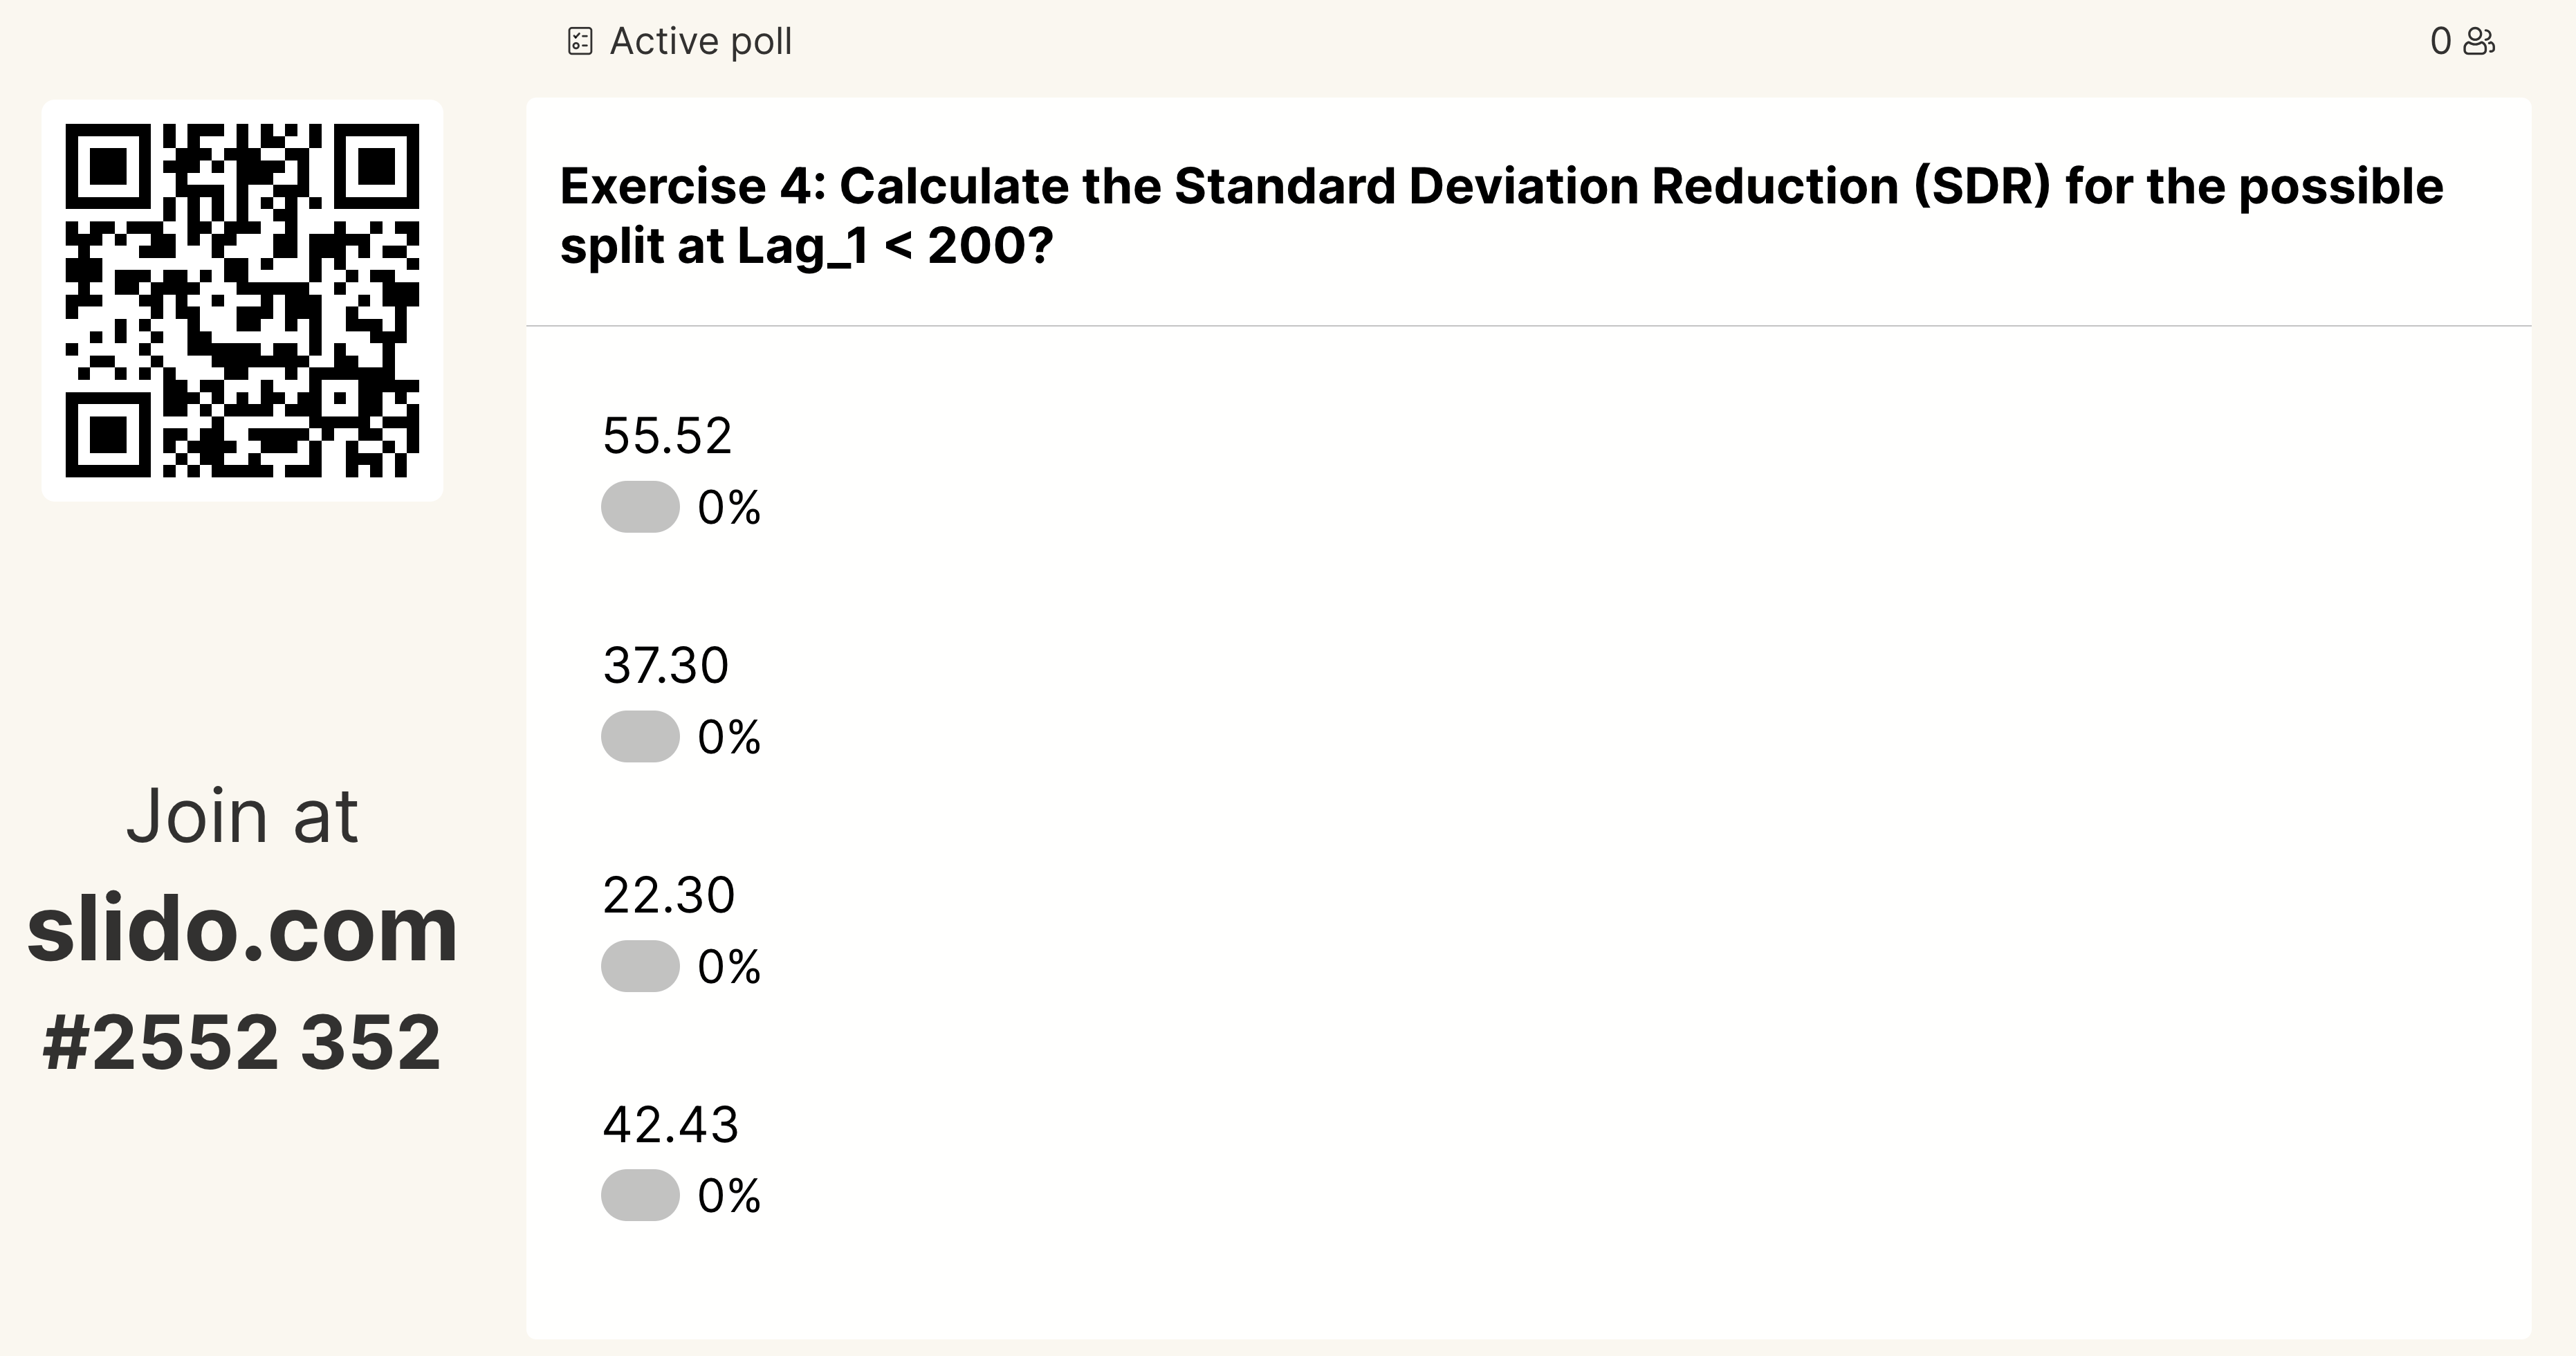 Active poll
0
Exercise 4: Calculate the Standard Deviation Reduction (SDR) for the possible
split at Lag_1 < 200?
55.52
0%
37.30
0%
22.30
0%
42.43
0%
Join at
slido.com
#2552 352